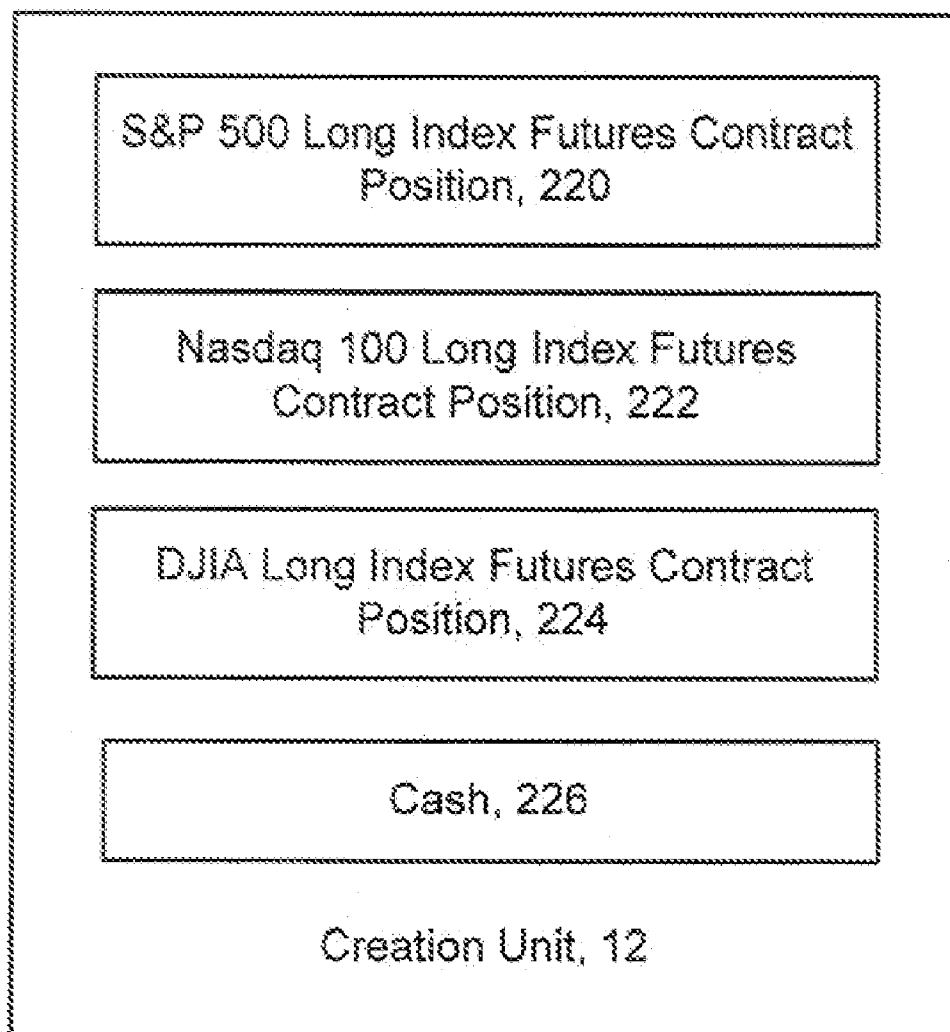 S&P 500 Long Index Futures Contract
Position, 220
Nasdaq 100 Long Index Futures
Contract Position, 222
DJIA Long Index Futures Contract
Position, 224
Cash, 226
Creation Unit, 12